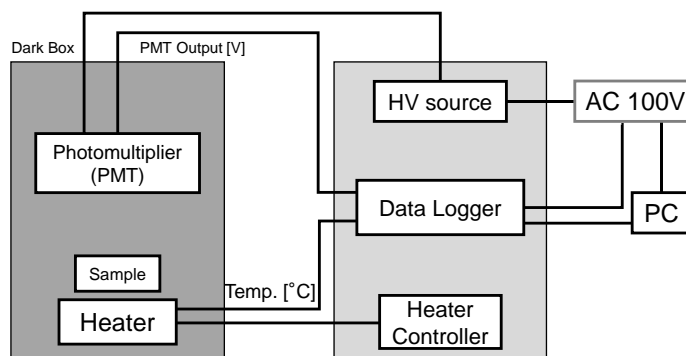 Dark Box
PMT Output [V]
HV source
AC 100V
Photomultiplier
(PMT)
Data Logger
PC
Sample
Temp. [˚C]
Heater
Heater
Controller